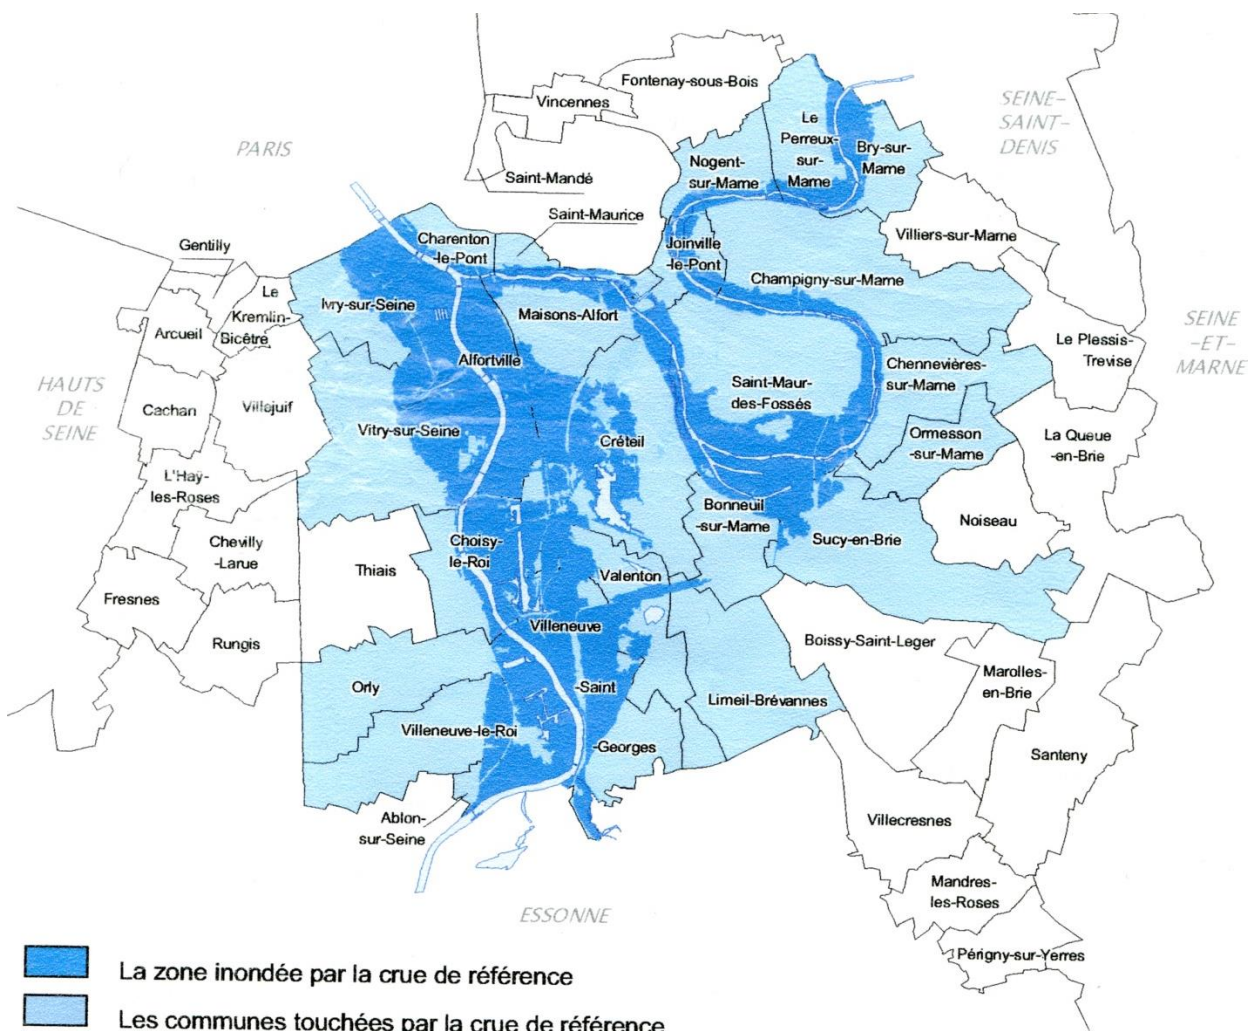 Fontenay-sous-Bois
Vincennes
SEINE-
SAINT-
DENIS
Le
Perreux-
sur-
Marne
Bry-sur-
Marne
PARIS
Nogent-
sur-Marne
Saint-Mandé
Saint-Maurice
Villiers-sur-Marne
Gentilly
Charenton
-le-Pont
Joinville
-le-Pont
Champigny-sur-Marne
Le
Kremlin-
Bicêtre
Ivry-sur-Seine
Maisons-Alfort
Arcueil
SEINE
-ET-
MARNE
Le Plessis-
Trevise
Alfortville
Chennevières-
sur-Marne
HAUTS
DE
SEINE
Cachan
Villejuif
Saint-Maur-
des-Fossés
Vitry-sur-Seine
Créteil
Ormesson
-sur-Marne
La Queue
-en-Brie
L'Haÿ-
les-Roses
Bonneuil
-sur-Marne
Noiseau
Chevilly
-Larue
Choisy-
le-Roi
Sucy-en-Brie
Thiais
Valenton
Fresnes
Villeneuve
-Saint
-Georges
Rungis
Boissy-Saint-Leger
Orly
Marolles-
en-Brie
Limeil-Brévannes
Villeneuve-le-Roi
Santeny
Ablon-
sur-Seine
Villecresnes
Mandres-
les-Roses
ESSONNE
Périgny-sur-Yerres
La zone inondée par la crue de référence
Les communes touchées par la crue de référence